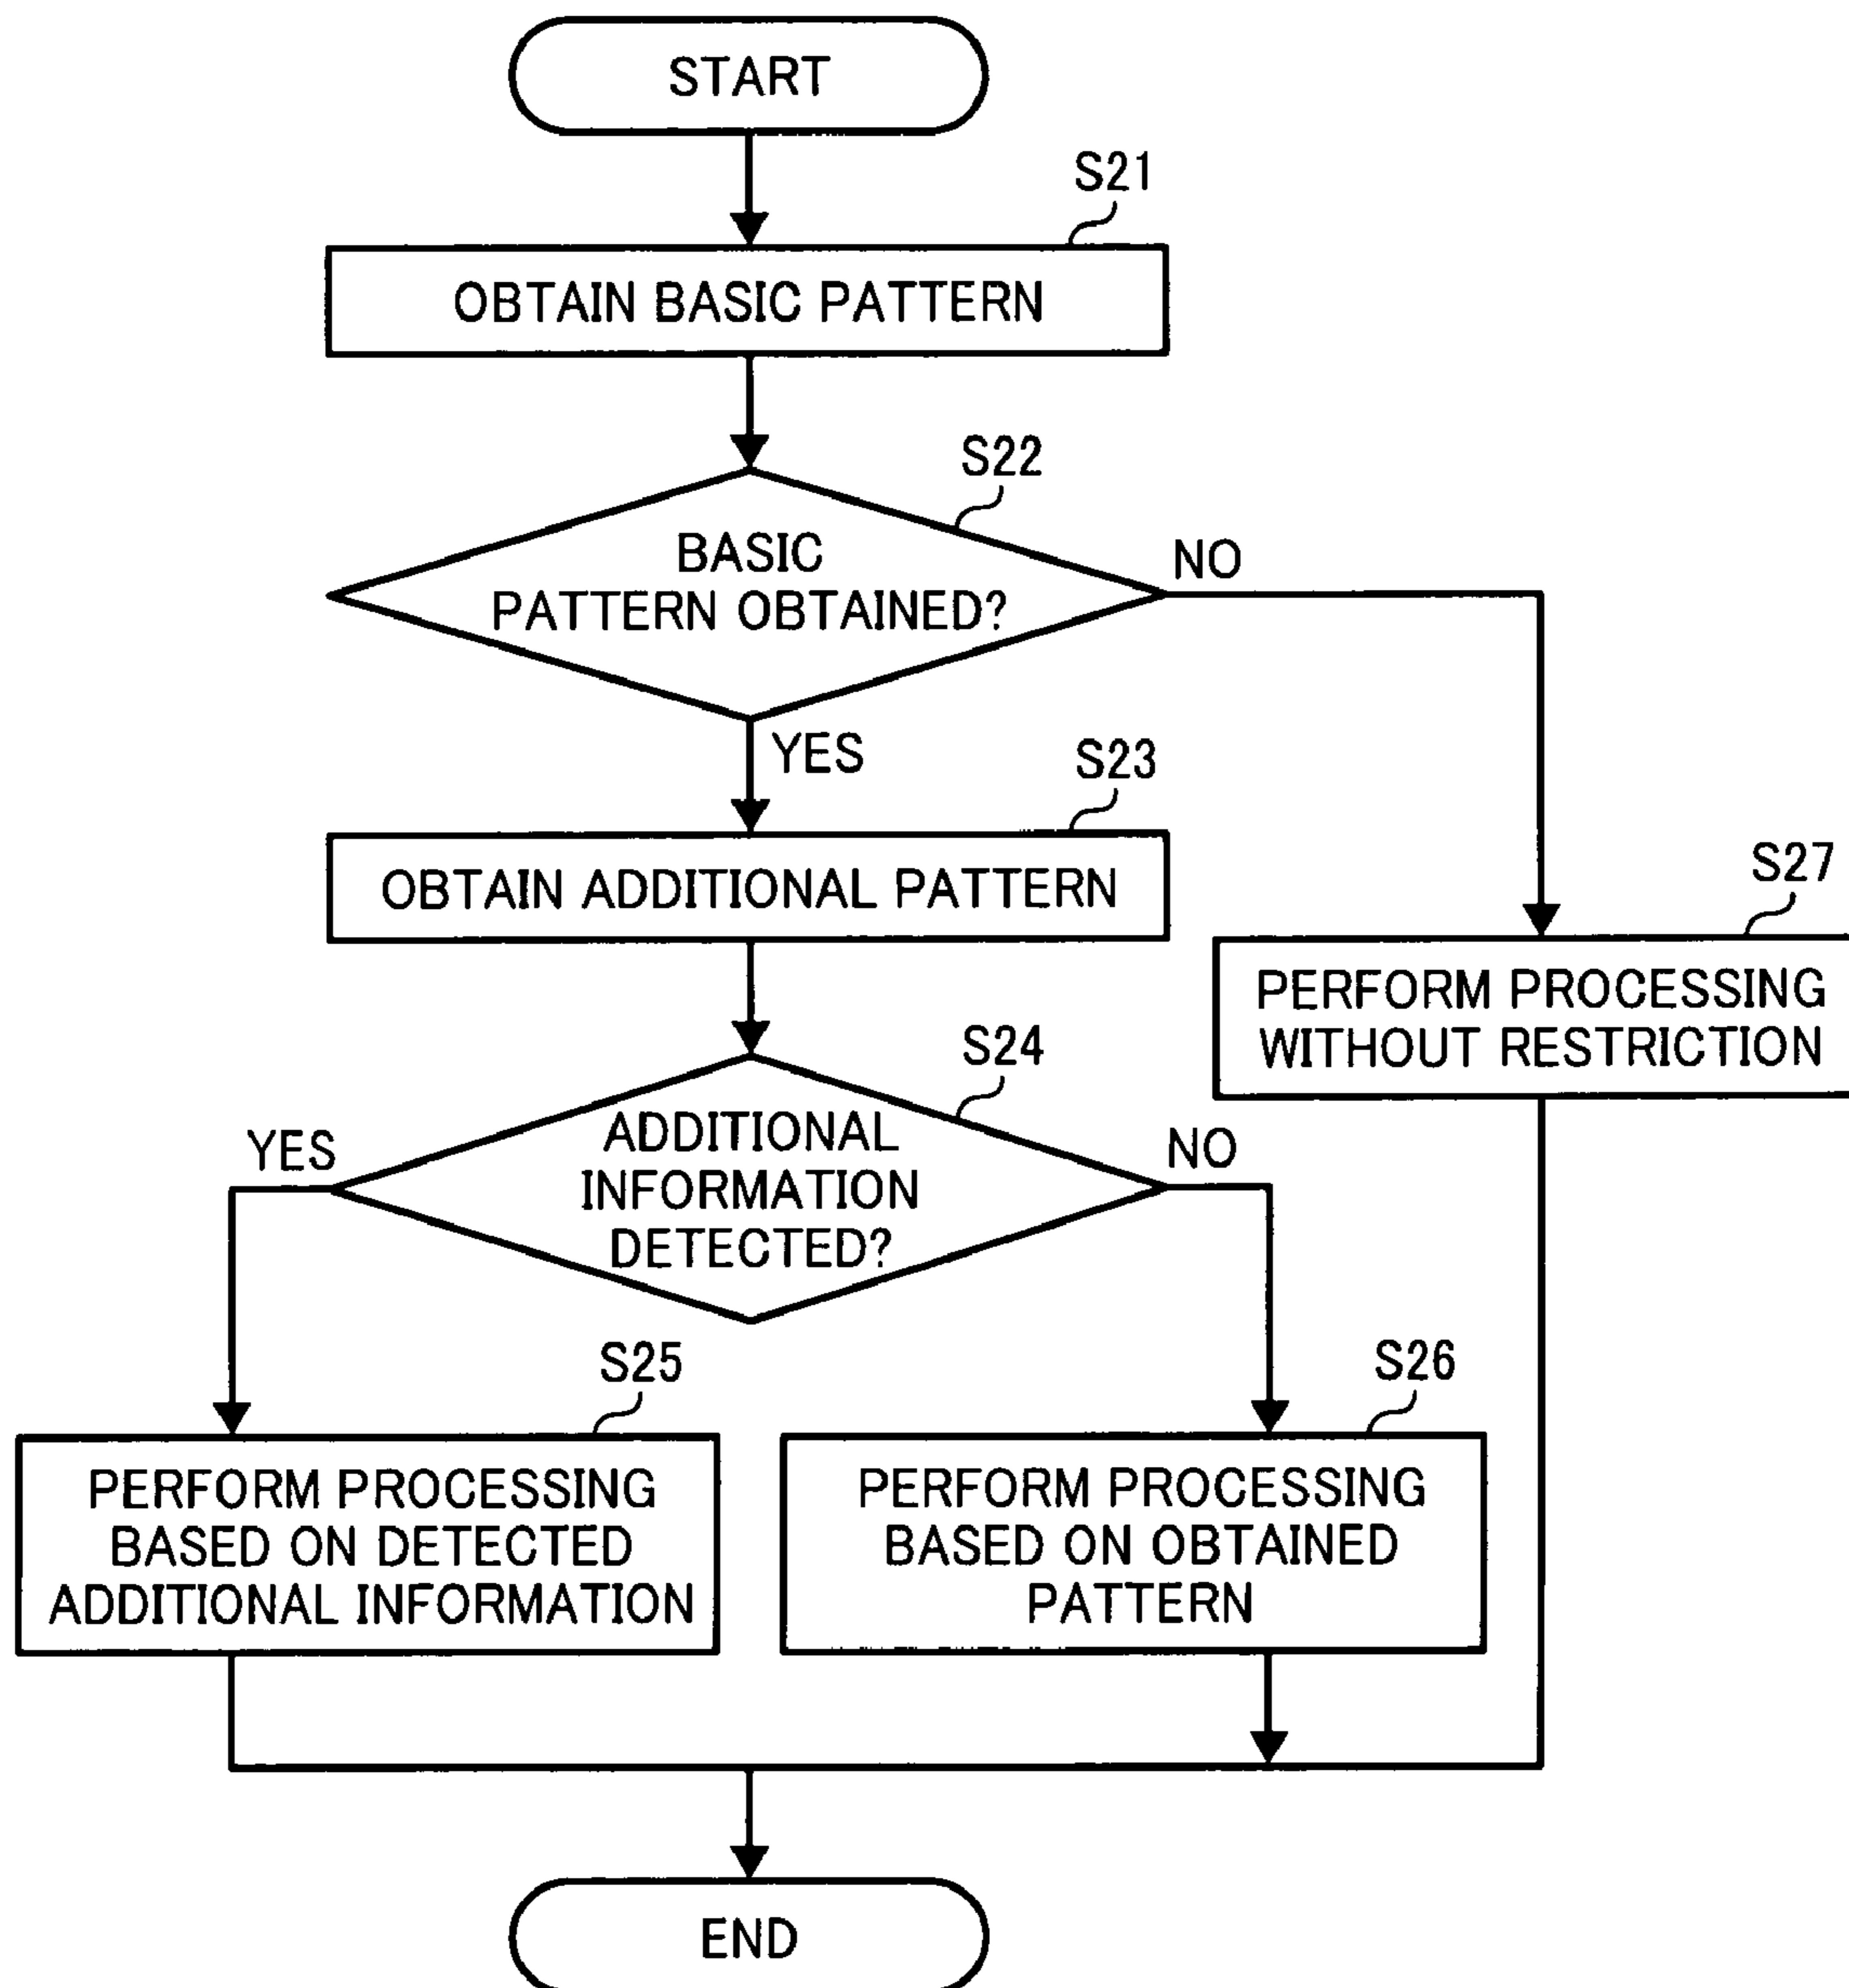 START
S21
OBTAIN BASIC PATTERN
S22
BASIC
PATTERN OBTAINED?
NO
YES
S23
OBTAIN ADDITIONAL PATTERN
S27
PERFORM PROCESSING
WITHOUT RESTRICTION
S24
ADDITIONAL
INFORMATION
DETECTED?
YES
NO
S25
PERFORM PROCESSING
BASED ON DETECTED
ADDITIONAL INFORMATION
S26
PERFORM PROCESSING
BASED ON OBTAINED
PATTERN
END